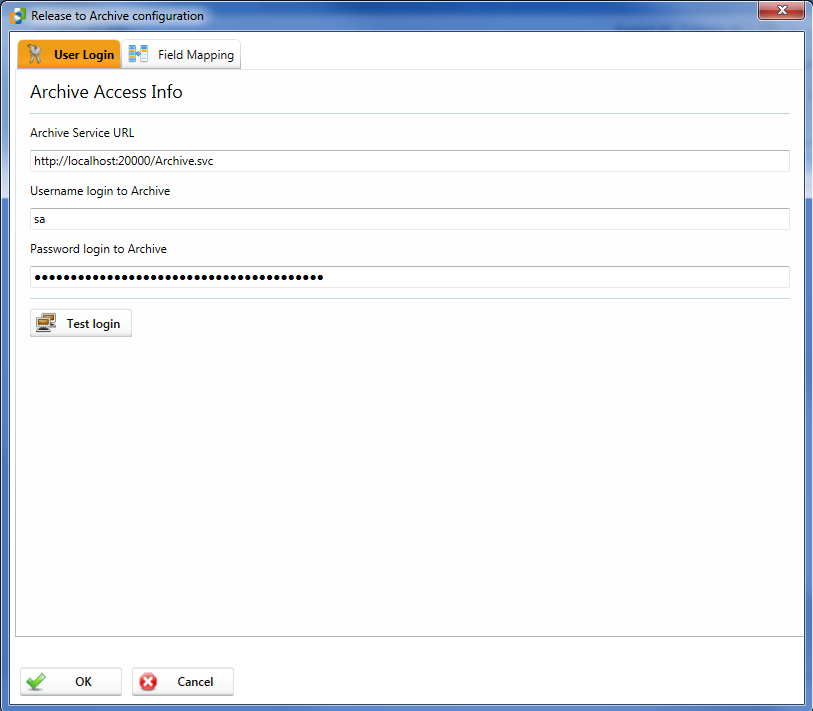 Release to Archive configuration
User Login
Field Mapping
Archive Access Info
Archive Service URL
http://localhost:20000/Archive.svc
Username login to Archive
sa
Password login to Archive
●●●●●●●●●●●●●●●●●●●●●●●●●●●●●●●●●●●●●●●●
Test login
OK
Cancel